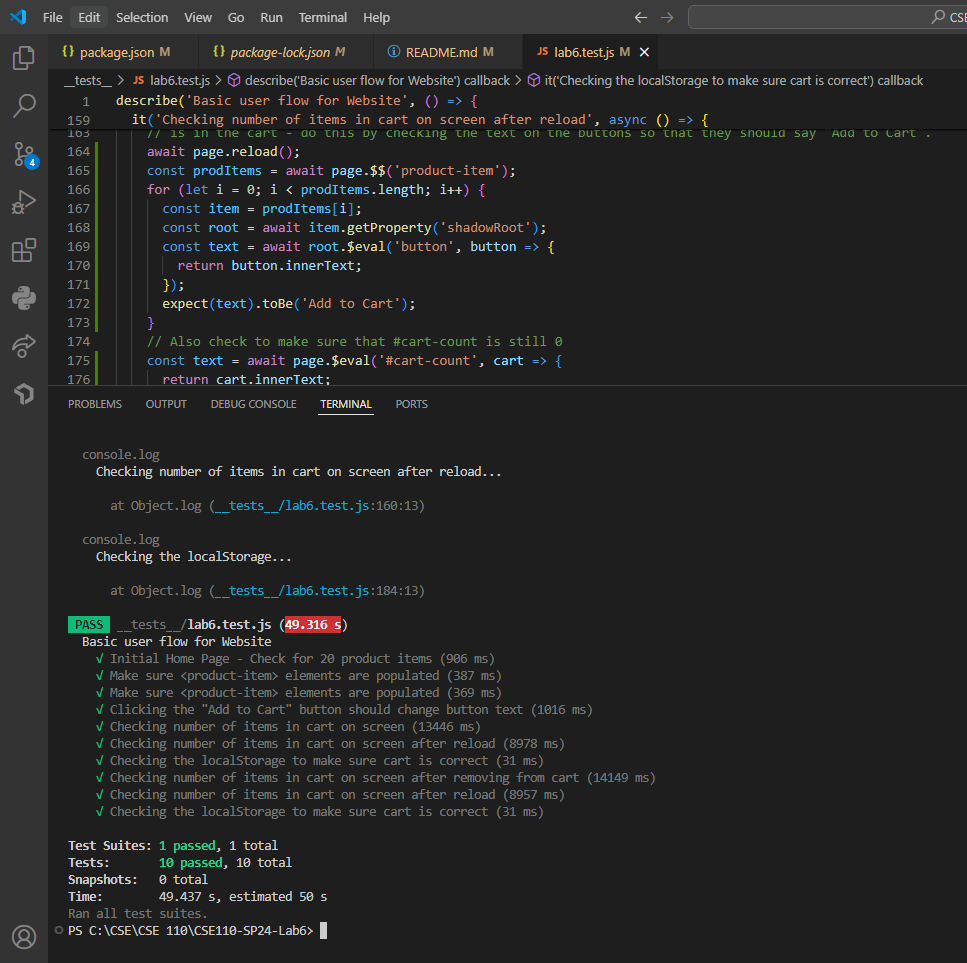 File Edit Selection View Go Run Terminal Help CSE
{} package.json M {} package-lock.json M README.md M JS lab6.test.js M
__tests__ > JS lab6.test.js > describe('Basic user flow for Website') callback > it('Checking the localStorage to make sure cart is correct') callback
1 describe('Basic user flow for Website', () => {
159 it('Checking number of items in cart on screen after reload', async () => {
163 // is in the cart - do this by checking the text on the buttons so that they should say "Add to Cart".
164 await page.reload();
165 const prodItems = await page.$$('product-item');
166 for (let i = 0; i < prodItems.length; i++) {
167 const item = prodItems[i];
168 const root = await item.getProperty('shadowRoot');
169 const text = await root.$eval('button', button => {
170 return button.innerText;
171 });
172 expect(text).toBe('Add to Cart');
173 }
174 // Also check to make sure that #cart-count is still 0
175 const text = await page.$eval('#cart-count', cart => {
176 return cart.innerText;
PROBLEMS OUTPUT DEBUG CONSOLE TERMINAL PORTS
4
console.log
Checking number of items in cart on screen after reload...
at Object.log (__tests__/lab6.test.js:160:13)
console.log
Checking the localStorage...
at Object.log (__tests__/lab6.test.js:184:13)
PASS __tests__/lab6.test.js (49.316 s)
Basic user flow for Website
√ Initial Home Page - Check for 20 product items (906 ms)
√ Make sure <product-item> elements are populated (387 ms)
√ Make sure <product-item> elements are populated (369 ms)
√ Clicking the "Add to Cart" button should change button text (1016 ms)
√ Checking number of items in cart on screen (13446 ms)
√ Checking number of items in cart on screen after reload (8978 ms)
√ Checking the localStorage to make sure cart is correct (31 ms)
√ Checking number of items in cart on screen after removing from cart (14149 ms)
√ Checking number of items in cart on screen after reload (8957 ms)
√ Checking the localStorage to make sure cart is correct (31 ms)
Test Suites: 1 passed, 1 total
Tests: 10 passed, 10 total
Snapshots: 0 total
Time: 49.437 s, estimated 50 s
Ran all test suites.
PS C:\CSE\CSE 110\CSE110-SP24-Lab6>